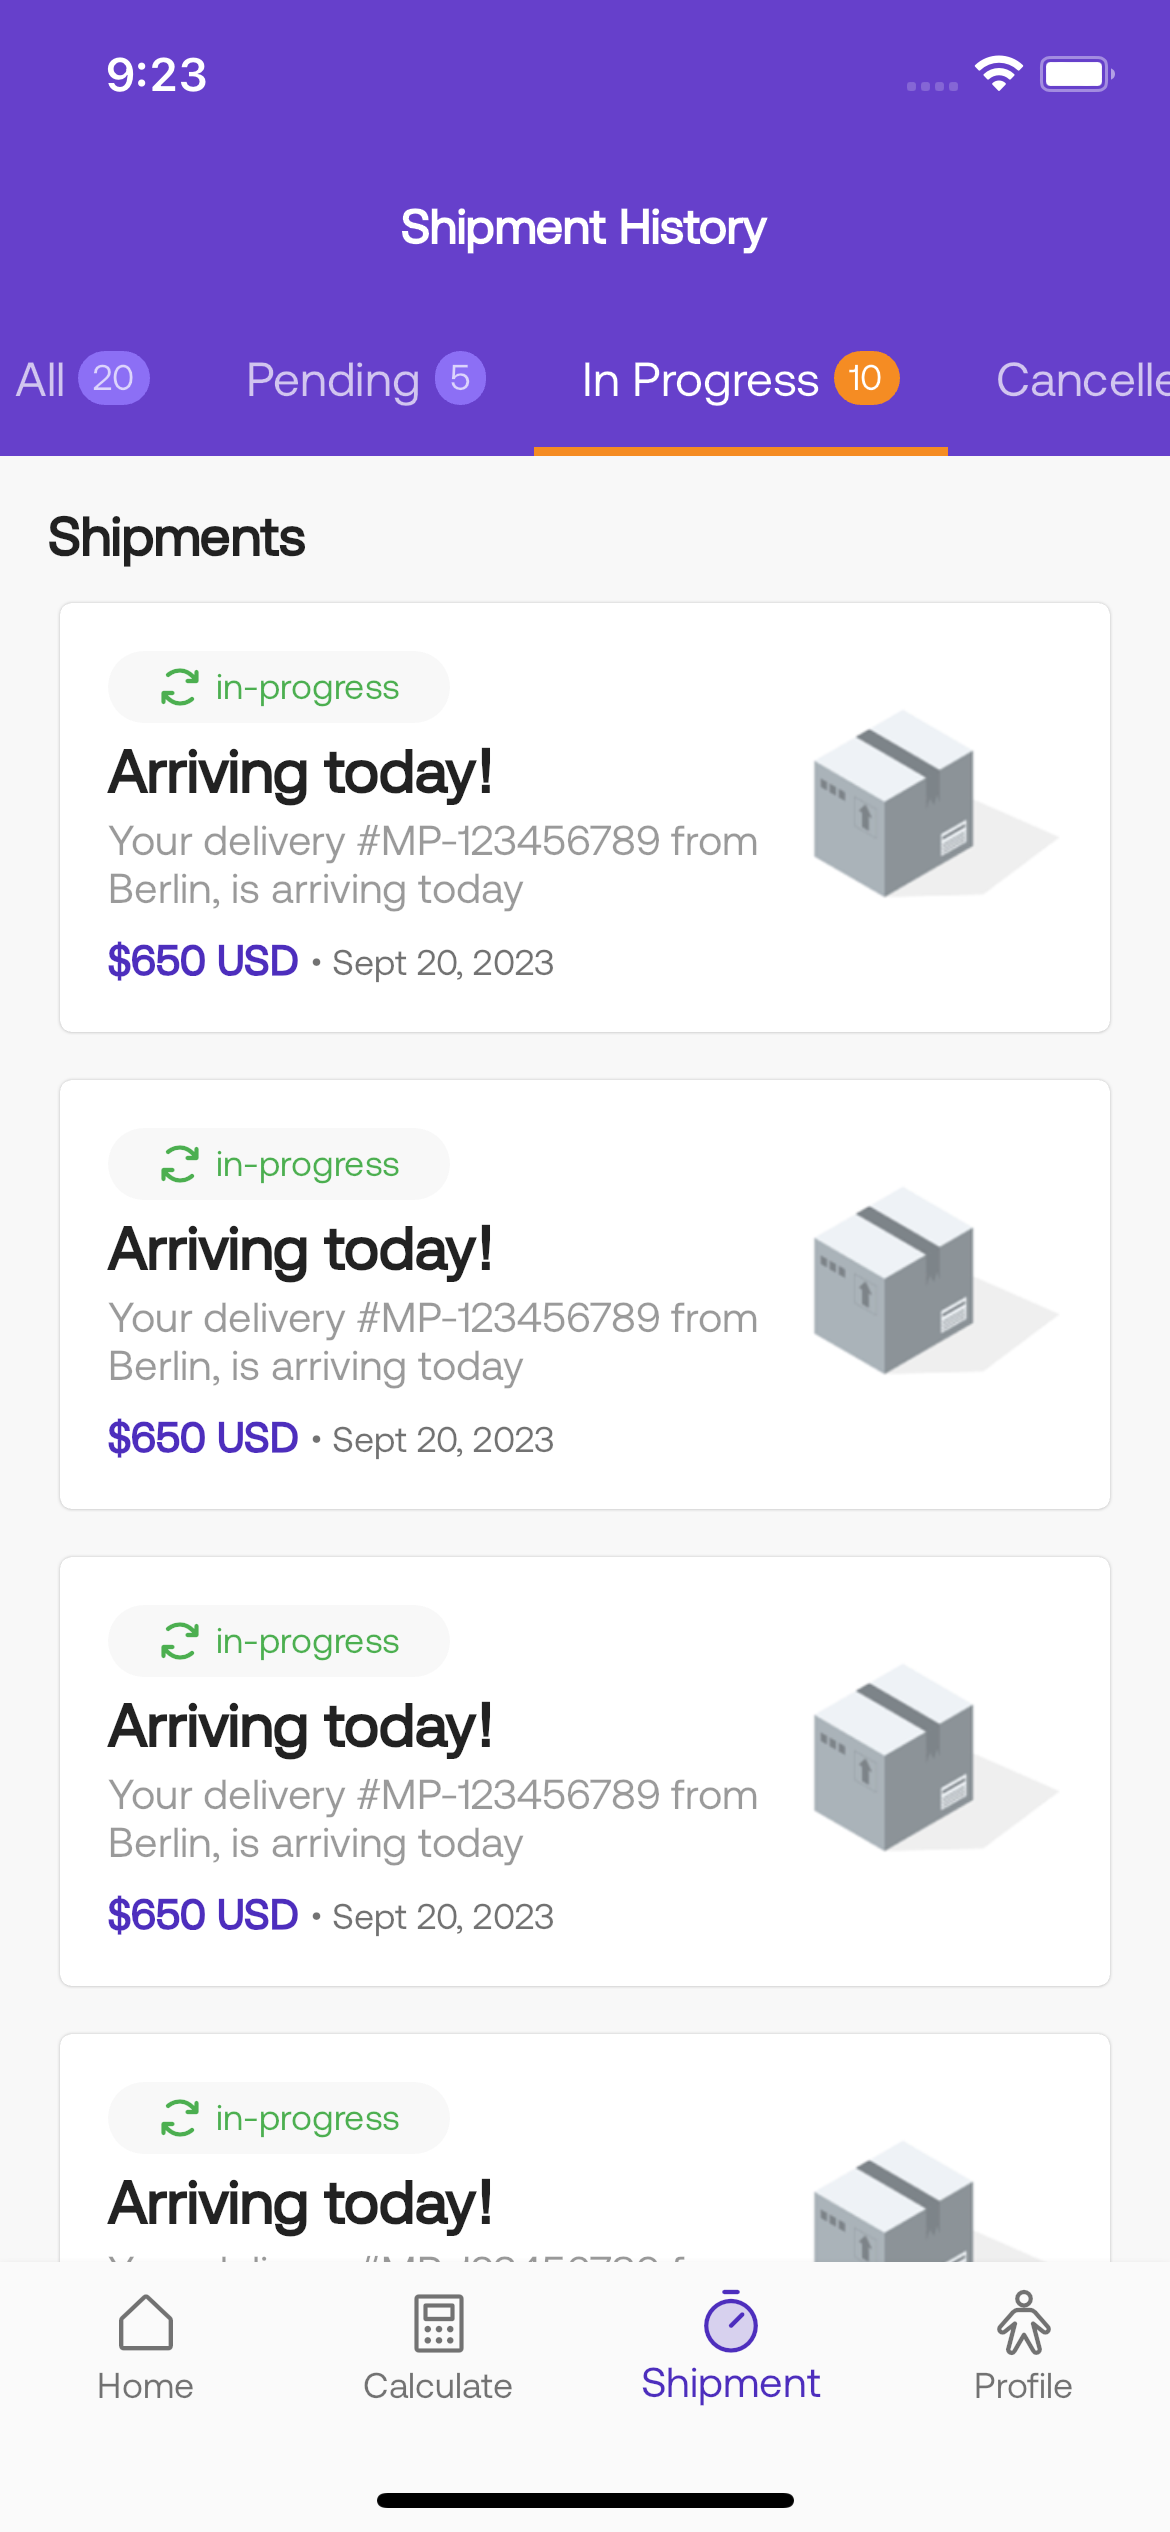 9:23
Shipment History
All 20 Pending 5 In Progress 10 Cancelle
Shipments
in-progress
Arriving today!
Your delivery #MP-123456789 from
Berlin, is arriving today
$650 USD • Sept 20, 2023
in-progress
Arriving today!
Your delivery #MP-123456789 from
Berlin, is arriving today
$650 USD • Sept 20, 2023
in-progress
Arriving today!
Your delivery #MP-123456789 from
Berlin, is arriving today
$650 USD • Sept 20, 2023
in-progress
Arriving today!
Home Calculate Shipment Profile